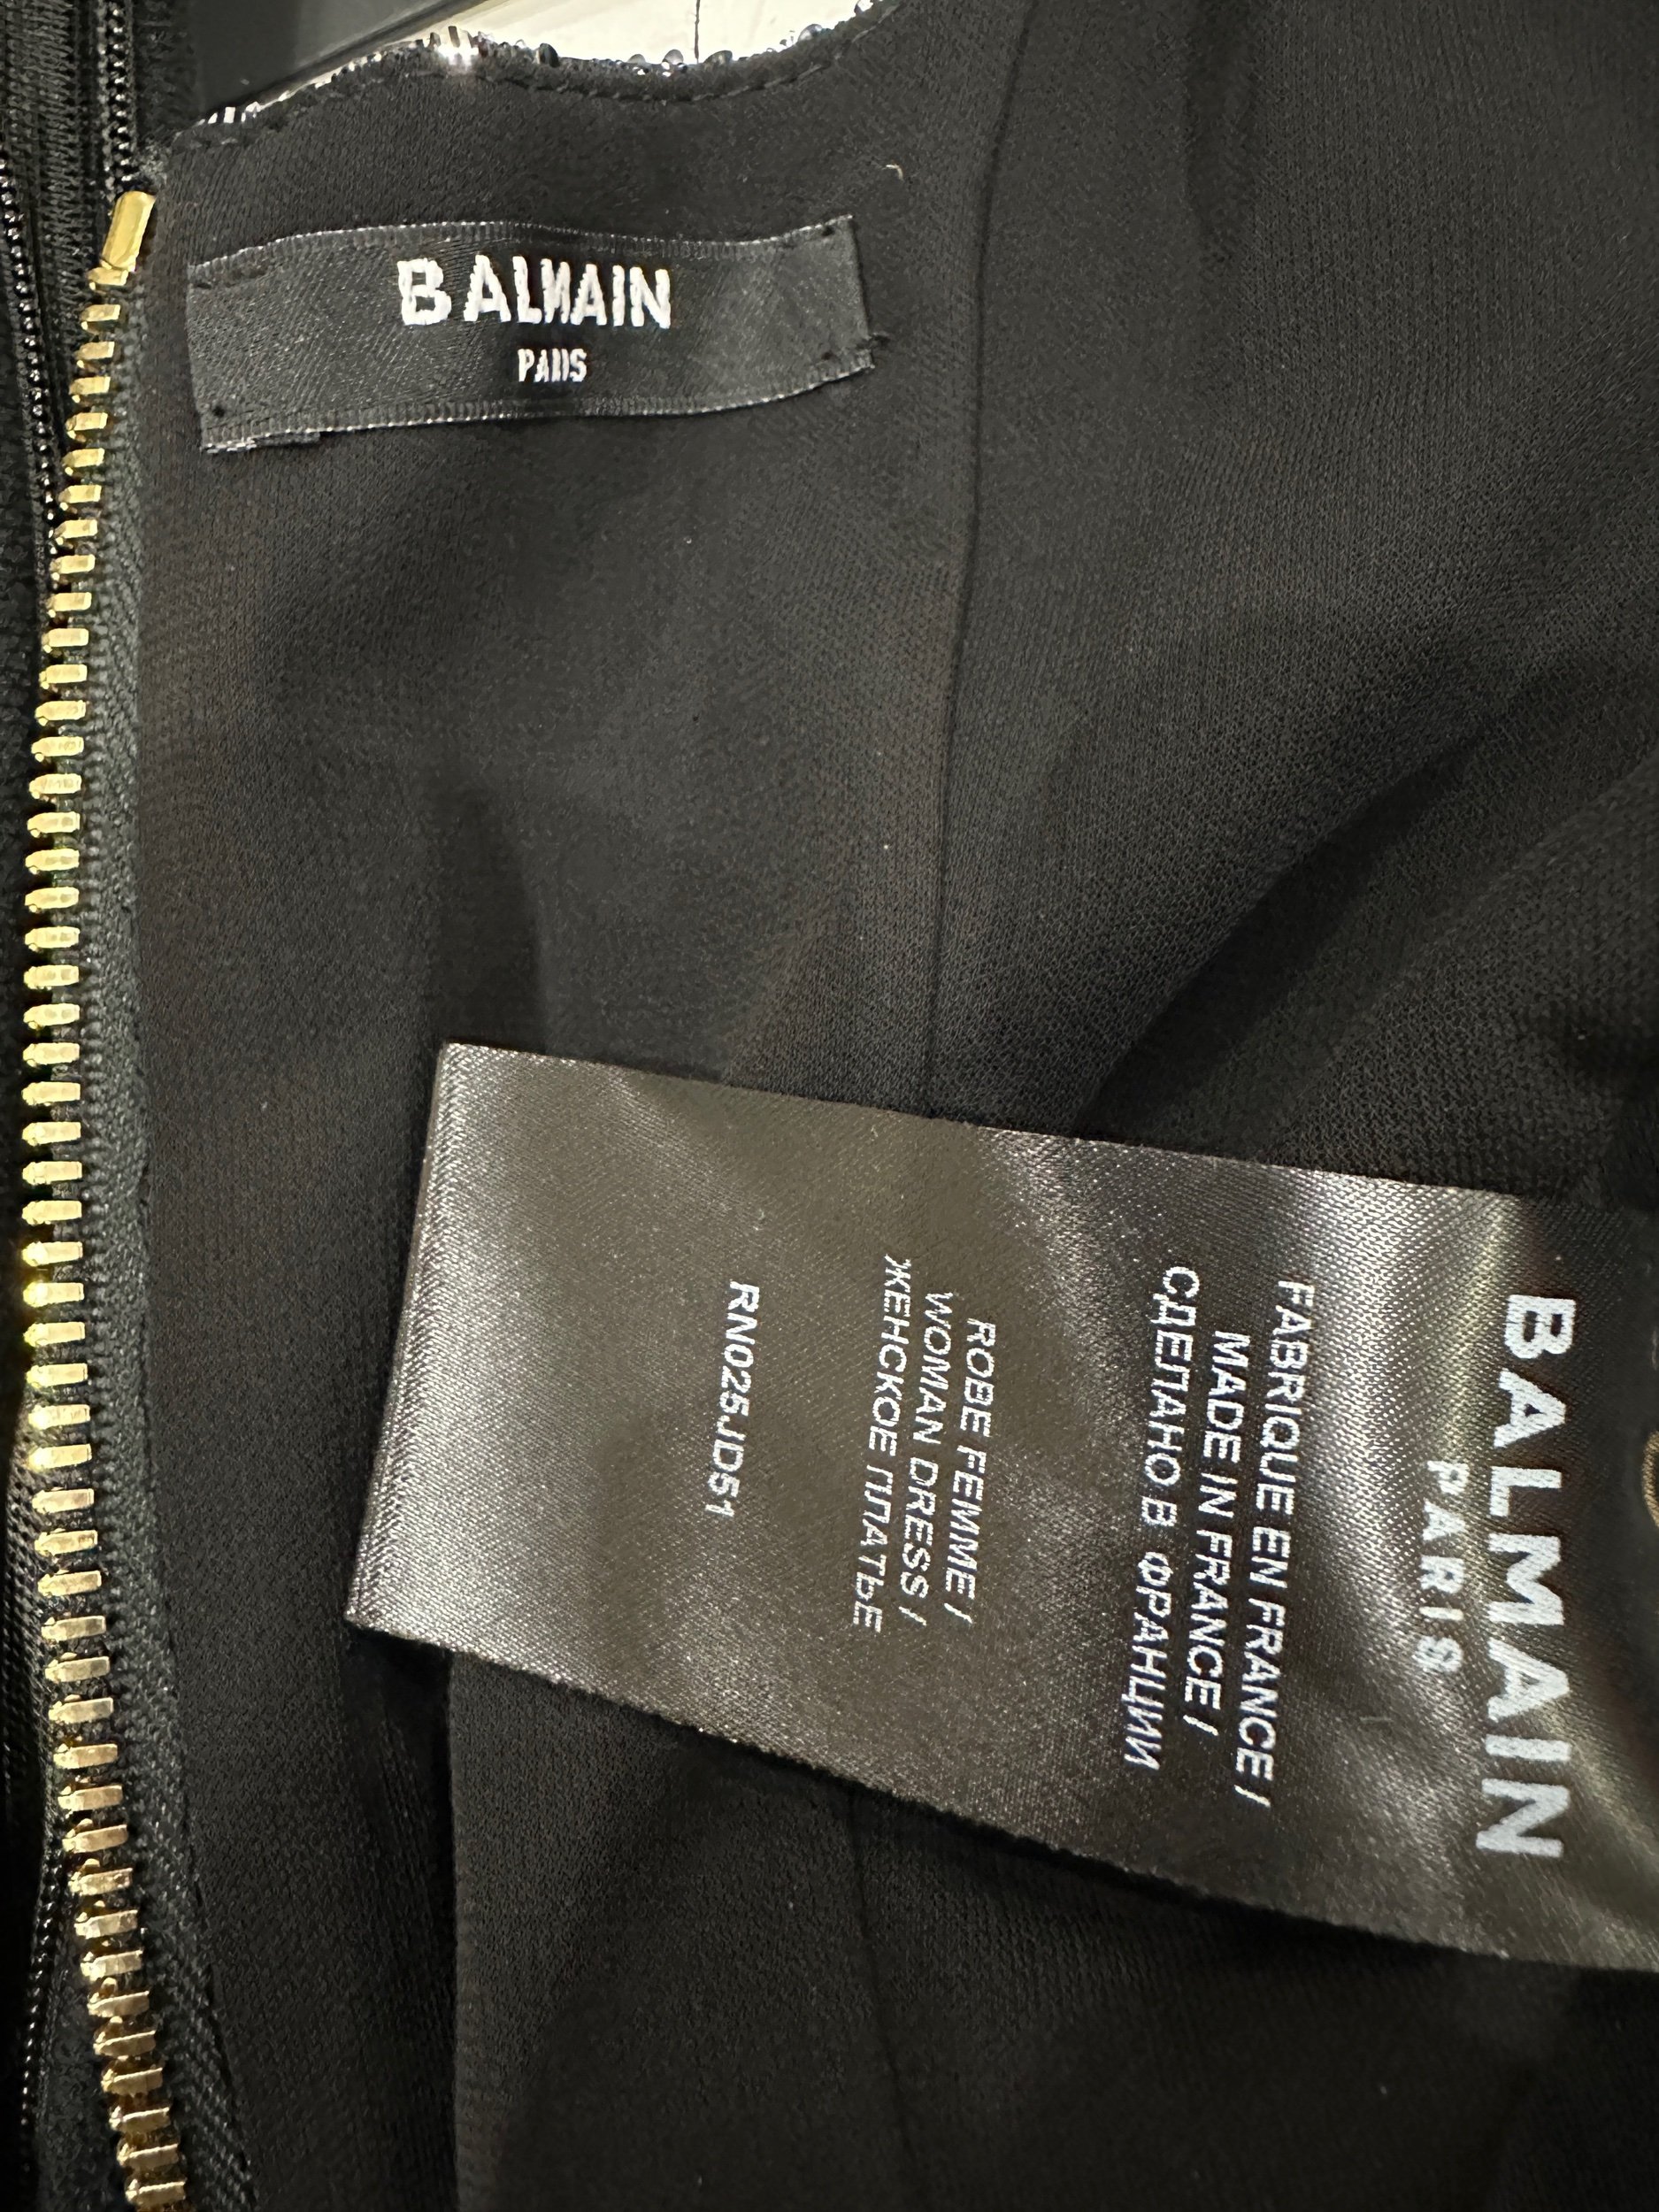 BALMAIN
PARIS
BALMAIN
PARIS
FABRIQUE EN FRANCE /
MADE IN FRANCE /
СДЕЛАНО В ФРАНЦИИ
ROBE FEMME /
WOMAN DRESS /
ЖЕНСКОЕ ПЛАТЬЕ
RN025JD51